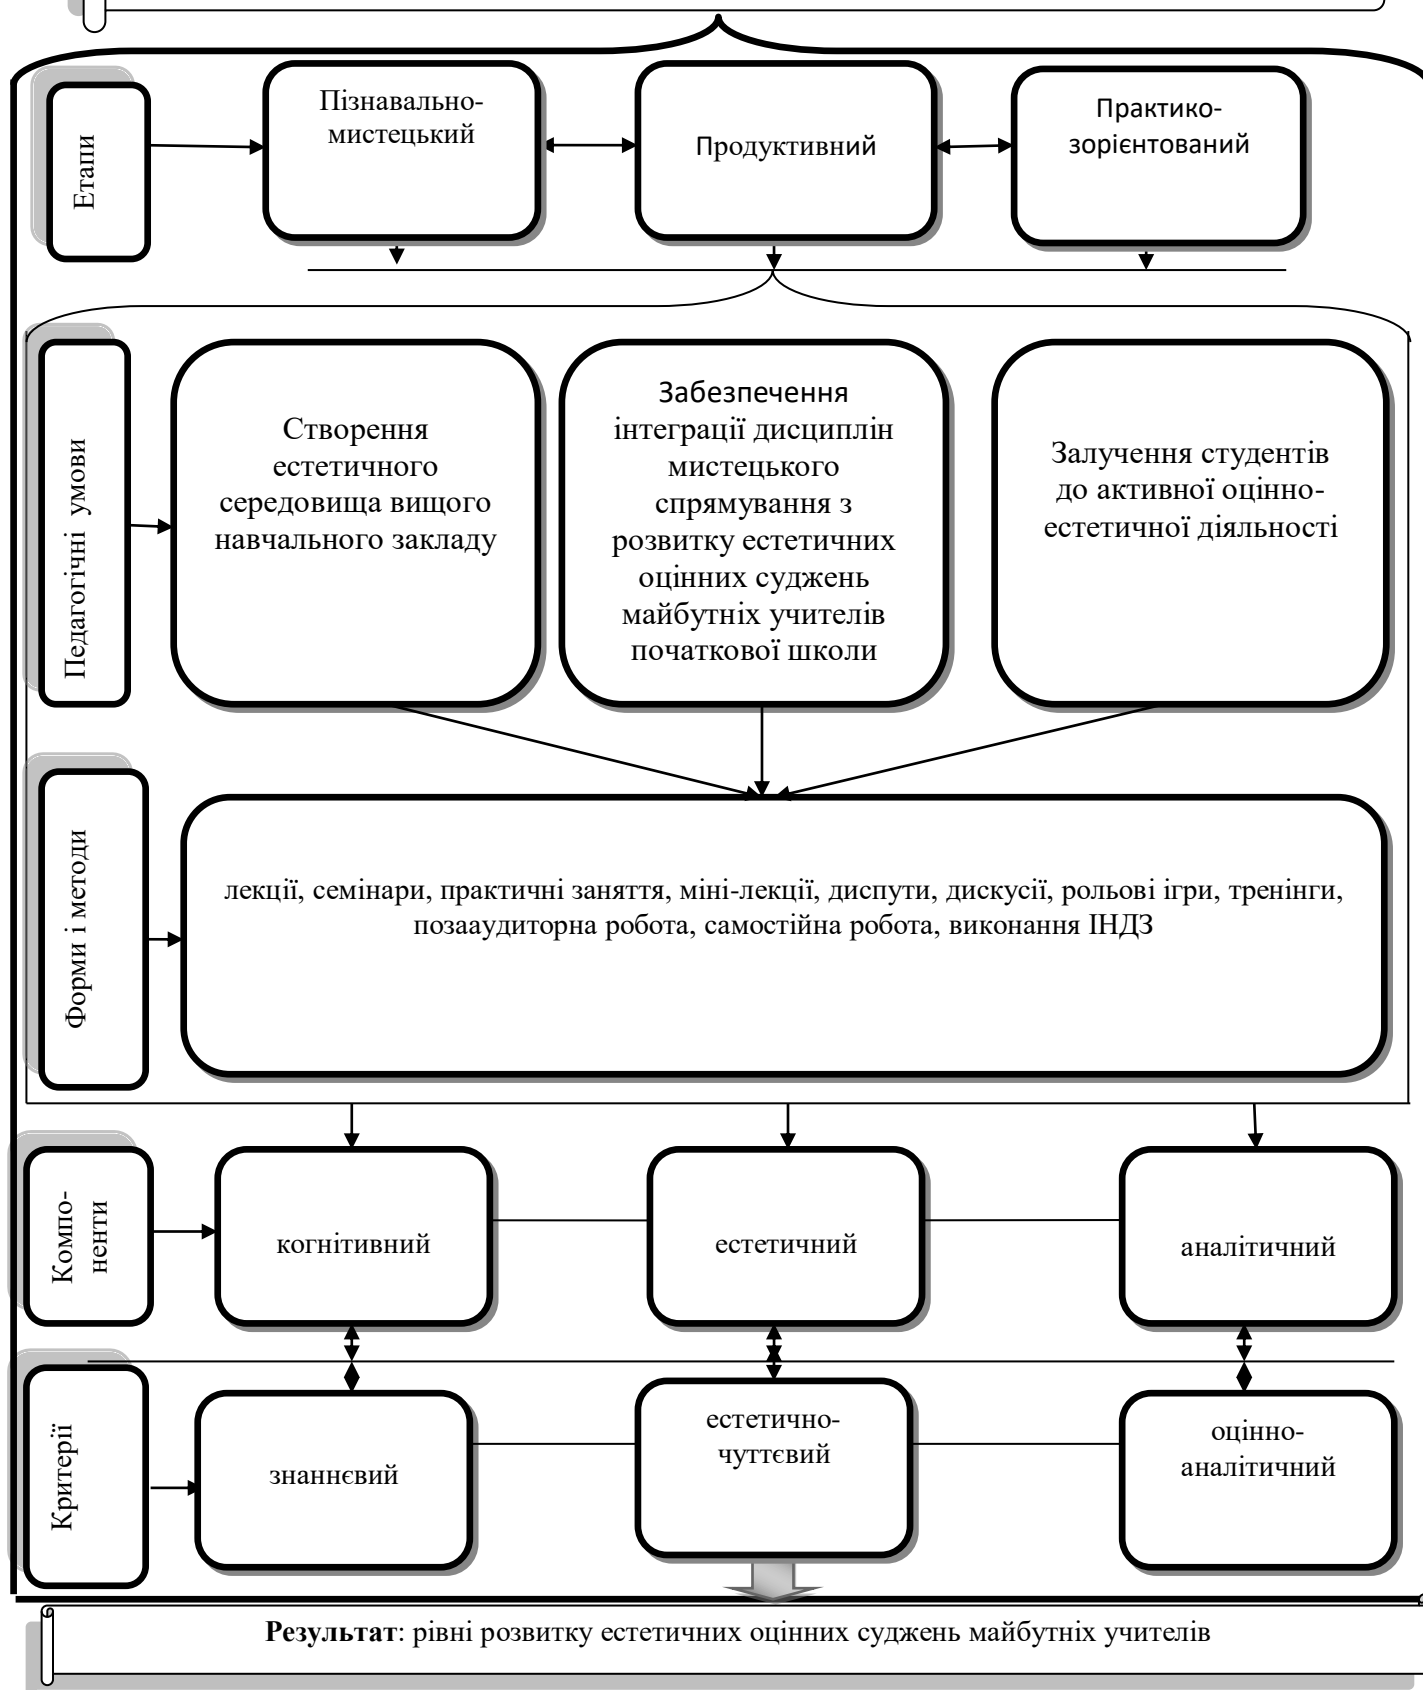 Етапи
Пізнавально-
мистецький
Продуктивний
Практико-
зорієнтований
Педагогічні умови
Створення
естетичного
середовища вищого
навчального закладу
Забезпечення
інтеграції дисциплін
мистецького
спрямування з
розвитку естетичних
оцінних суджень
майбутніх учителів
початкової школи
Залучення студентів
до активної оцінно-
естетичної діяльності
Форми і методи
лекції, семінари, практичні заняття, міні-лекції, диспути, дискусії, рольові ігри, тренінги,
позааудиторна робота, самостійна робота, виконання ІНДЗ
Компо-
ненти
когнітивний
естетичний
аналітичний
Критерії
знаннєвий
естетично-
чуттєвий
оцінно-
аналітичний
Результат: рівні розвитку естетичних оцінних суджень майбутніх учителів